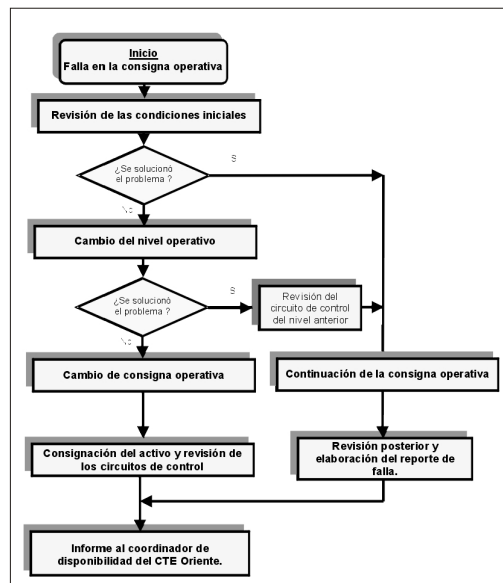 Inicio
Falla en la consigna operativa
Revisión de las condiciones iniciales
¿Se solucionó
el problema ?
S
No
Cambio del nivel operativo
¿Se solucionó
el problema ?
S
Revisión del
circuito de control
del nivel anterior
No
Cambio de consigna operativa
Continuación de la consigna operativa
Consignación del activo y revisión de
los circuitos de control
Revisión posterior y
elaboración del reporte de
falla.
Informe al coordinador de
disponibilidad del CTE Oriente.